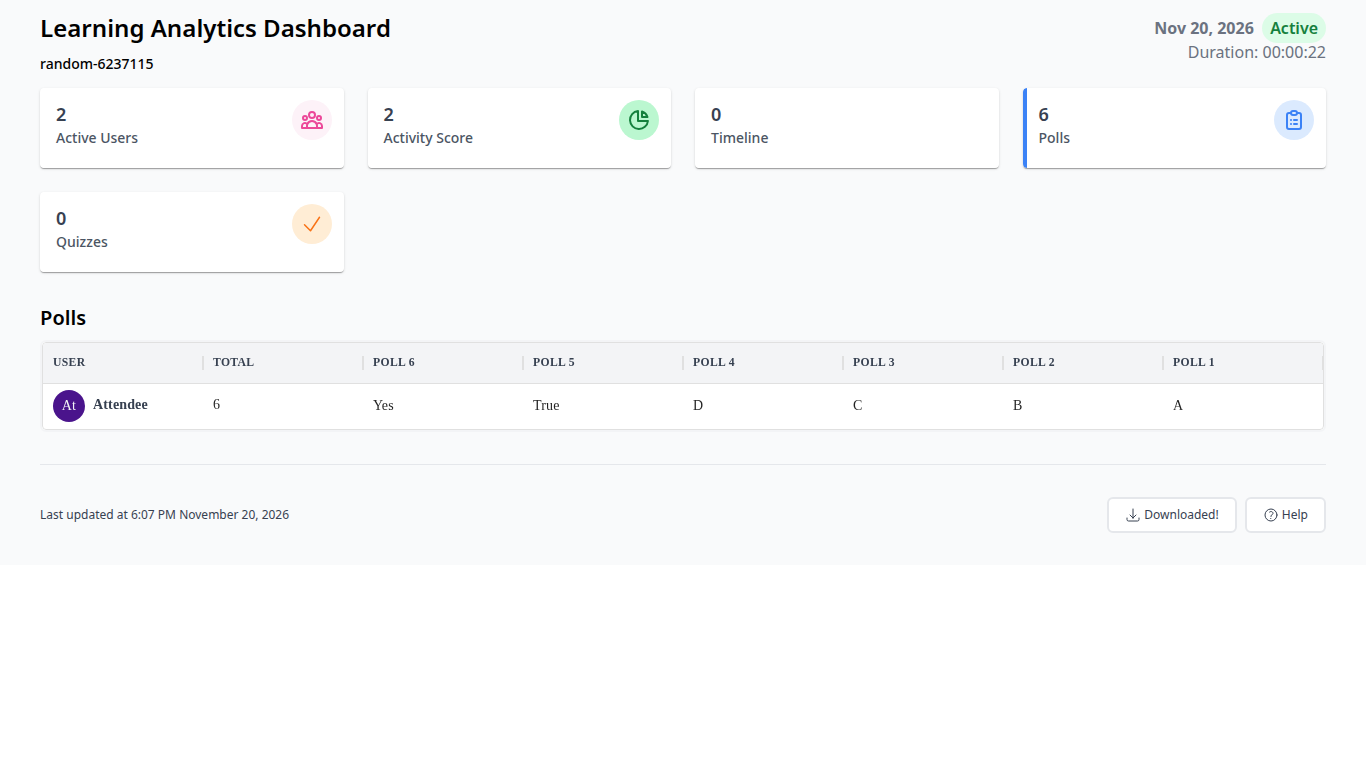 Learning Analytics Dashboard
Nov 20, 2026 Active
random-6237115
Duration: 00:00:22
2
Active Users
2
Activity Score
0
Timeline
6
Polls
0
Quizzes
Polls
USER TOTAL POLL 6 POLL 5 POLL 4 POLL 3 POLL 2 POLL 1
At Attendee 6 Yes True D C B A
Last updated at 6:07 PM November 20, 2026
Downloaded!
Help